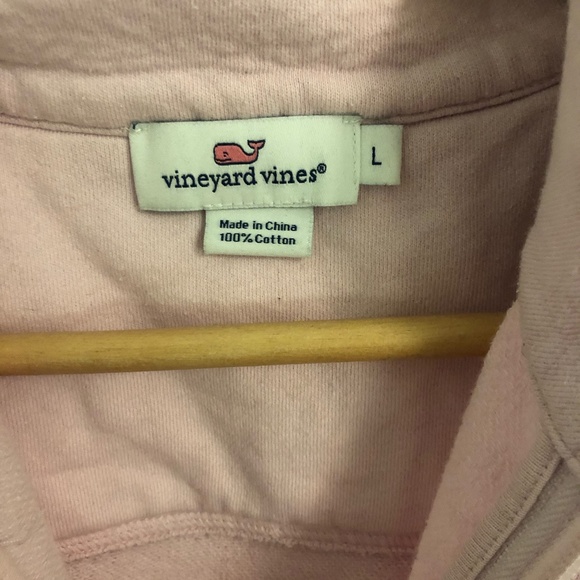 vineyard vines®
L
Made in China
100% Cotton